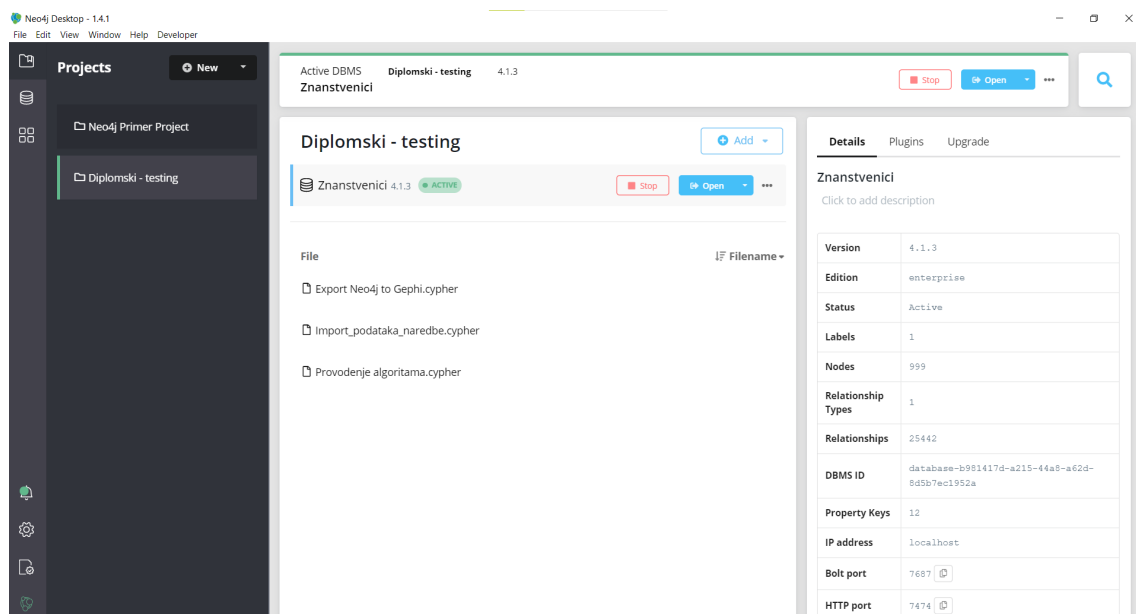 Neo4j Desktop - 1.4.1
File Edit View Window Help Developer
Projects
New
Neo4j Primer Project
Diplomski - testing
Active DBMS Diplomski - testing 4.1.3
Znanstvenici
Stop
Open
Diplomski - testing
Add
Znanstvenici 4.1.3 ACTIVE
Stop
Open
File
Filename
Export Neo4j to Gephi.cypher
Import_podataka_naredbe.cypher
Provodenje algoritama.cypher
Details Plugins Upgrade
Znanstvenici
Click to add description
Version 4.1.3
Edition enterprise
Status Active
Labels 1
Nodes 999
Relationship
Types 1
Relationships 25442
DBMS ID database-b981417d-a215-44a8-a62d-
8d5b7ec1952a
Property Keys 12
IP address localhost
Bolt port 7687
HTTP port 7474